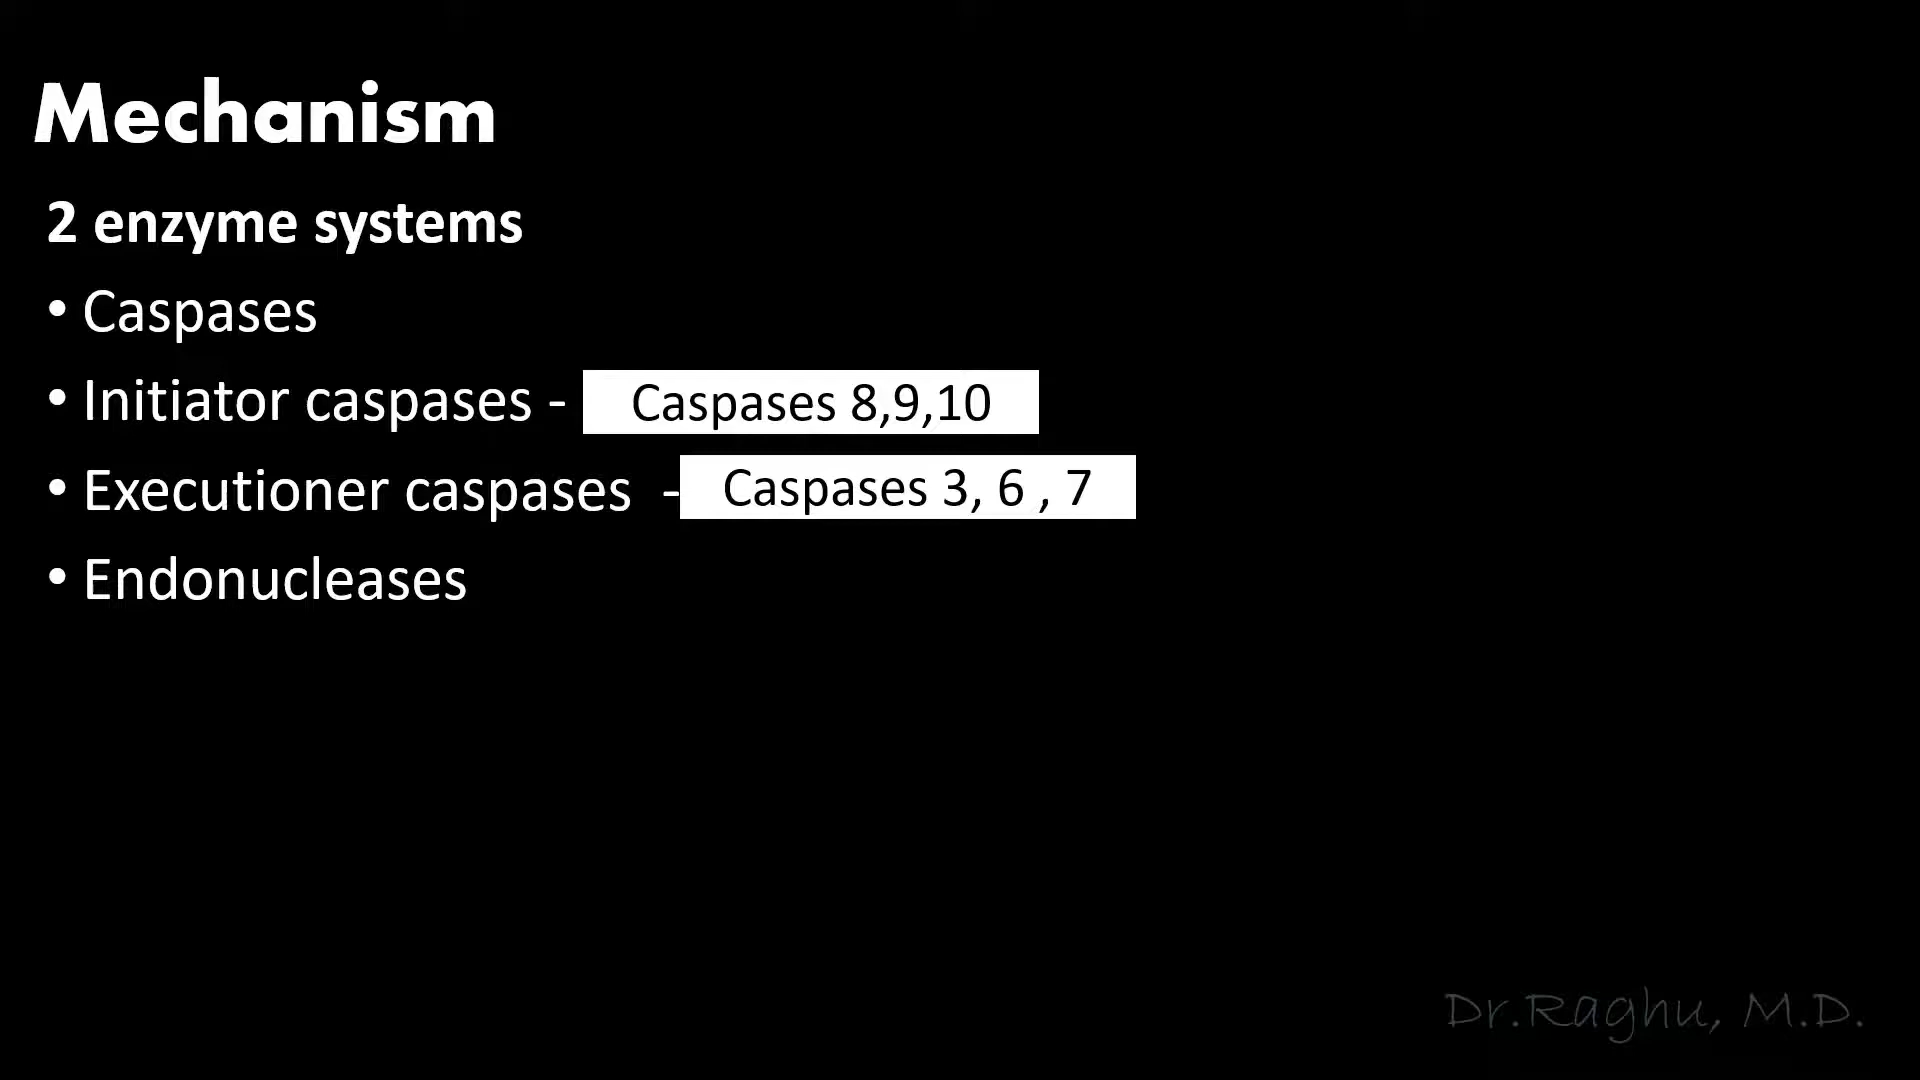 Mechanism
2 enzyme systems
• Caspases
• Initiator caspases - Caspases 8,9,10
• Executioner caspases - Caspases 3, 6 , 7
• Endonucleases
Dr.Raghu, M.D.